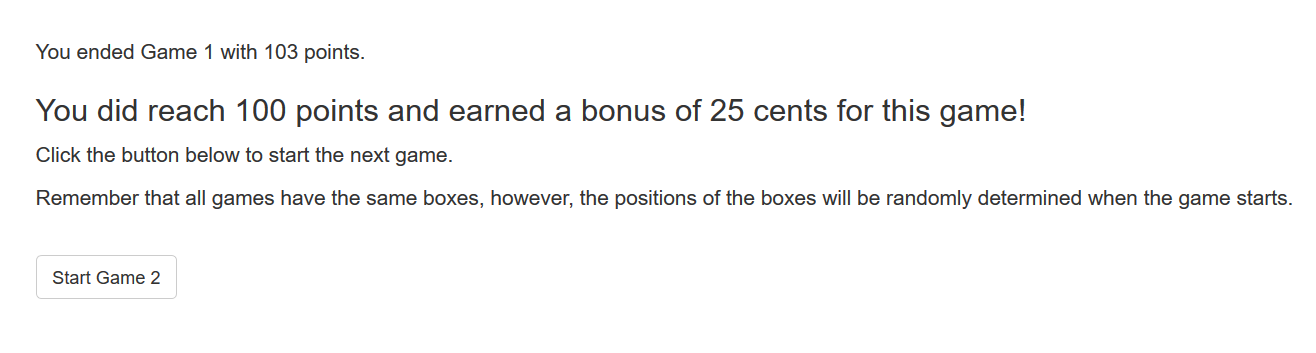 You ended Game 1 with 103 points.
You did reach 100 points and earned a bonus of 25 cents for this game!
Click the button below to start the next game.
Remember that all games have the same boxes, however, the positions of the boxes will be randomly determined when the game starts.
Start Game 2